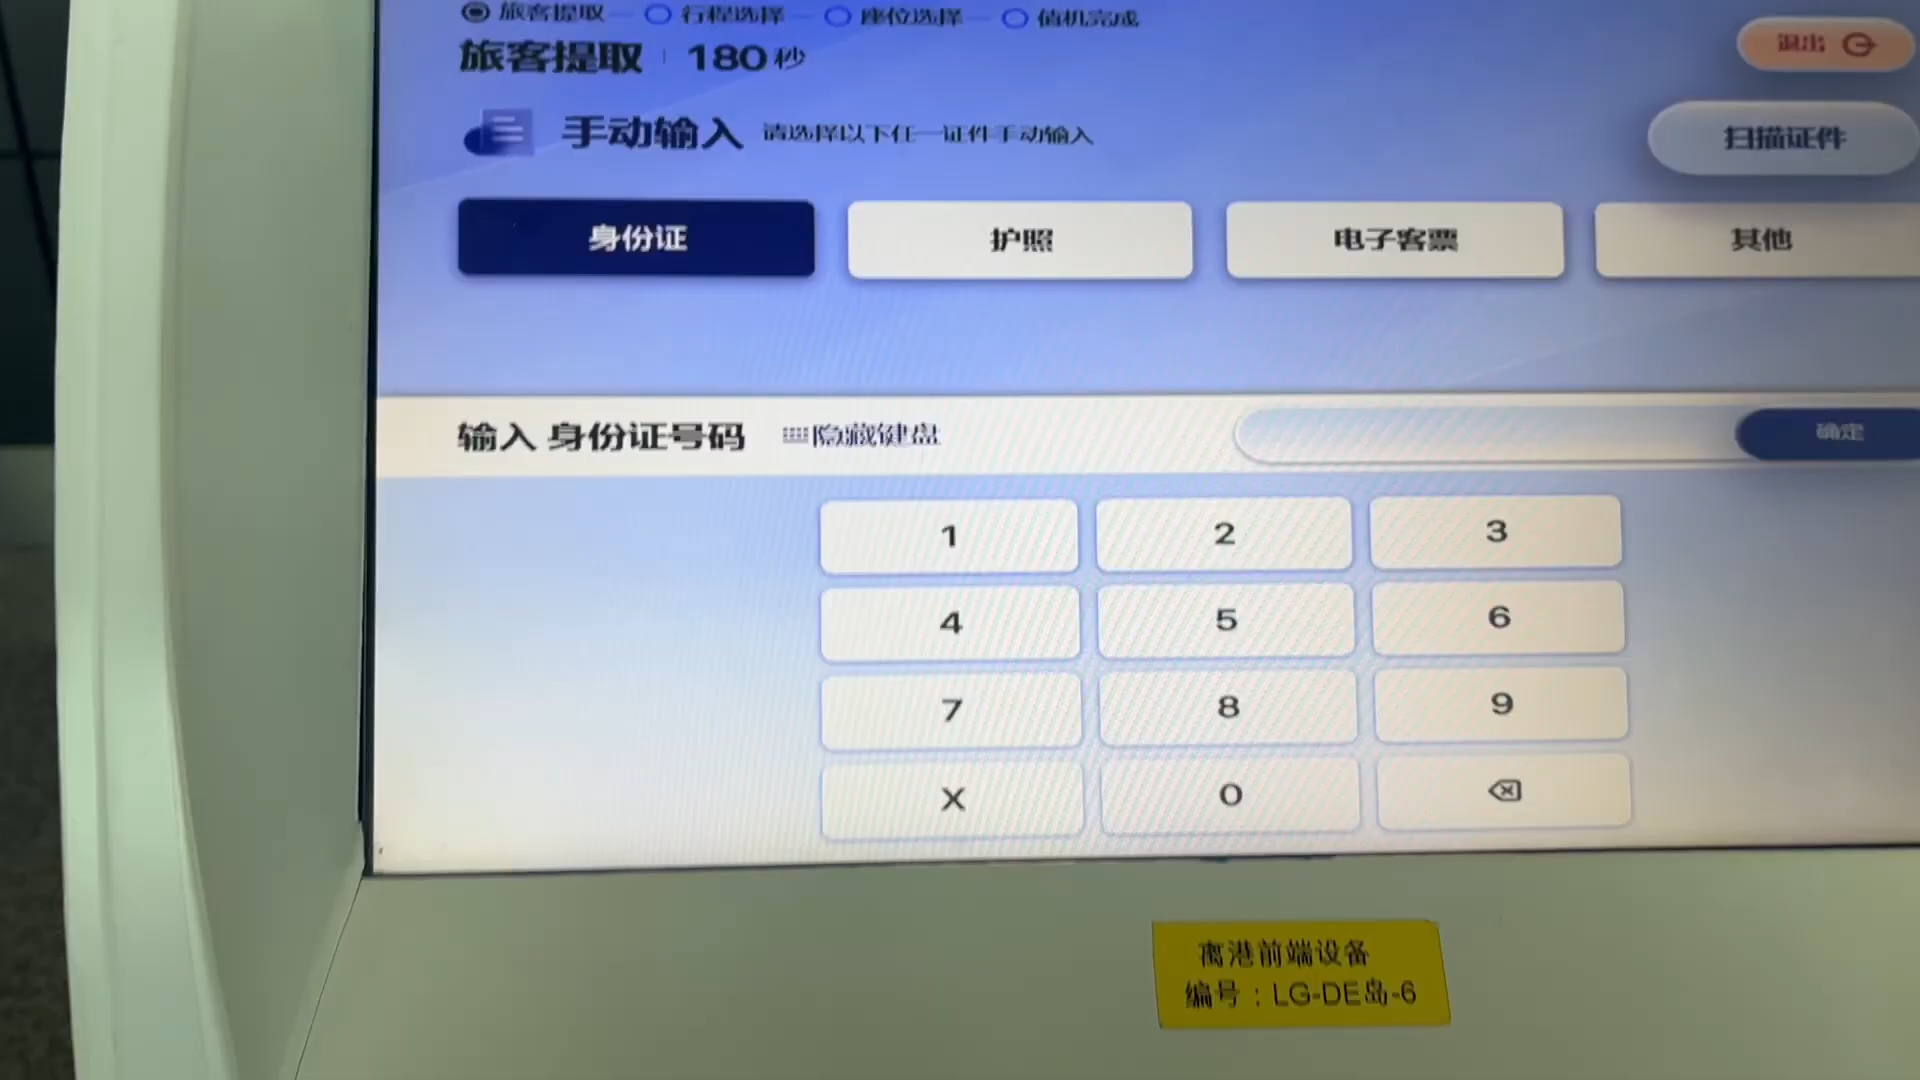 旅客提取 行程选择 座位选择 值机完成
旅客提取 180秒
退出
手动输入 请选择以下任一证件手动输入
扫描证件
身份证 护照 电子客票 其他
输入 身份证号码 隐藏键盘
确定
1 2 3
4 5 6
7 8 9
X 0
离港前端设备
编号：LG-DE岛-6